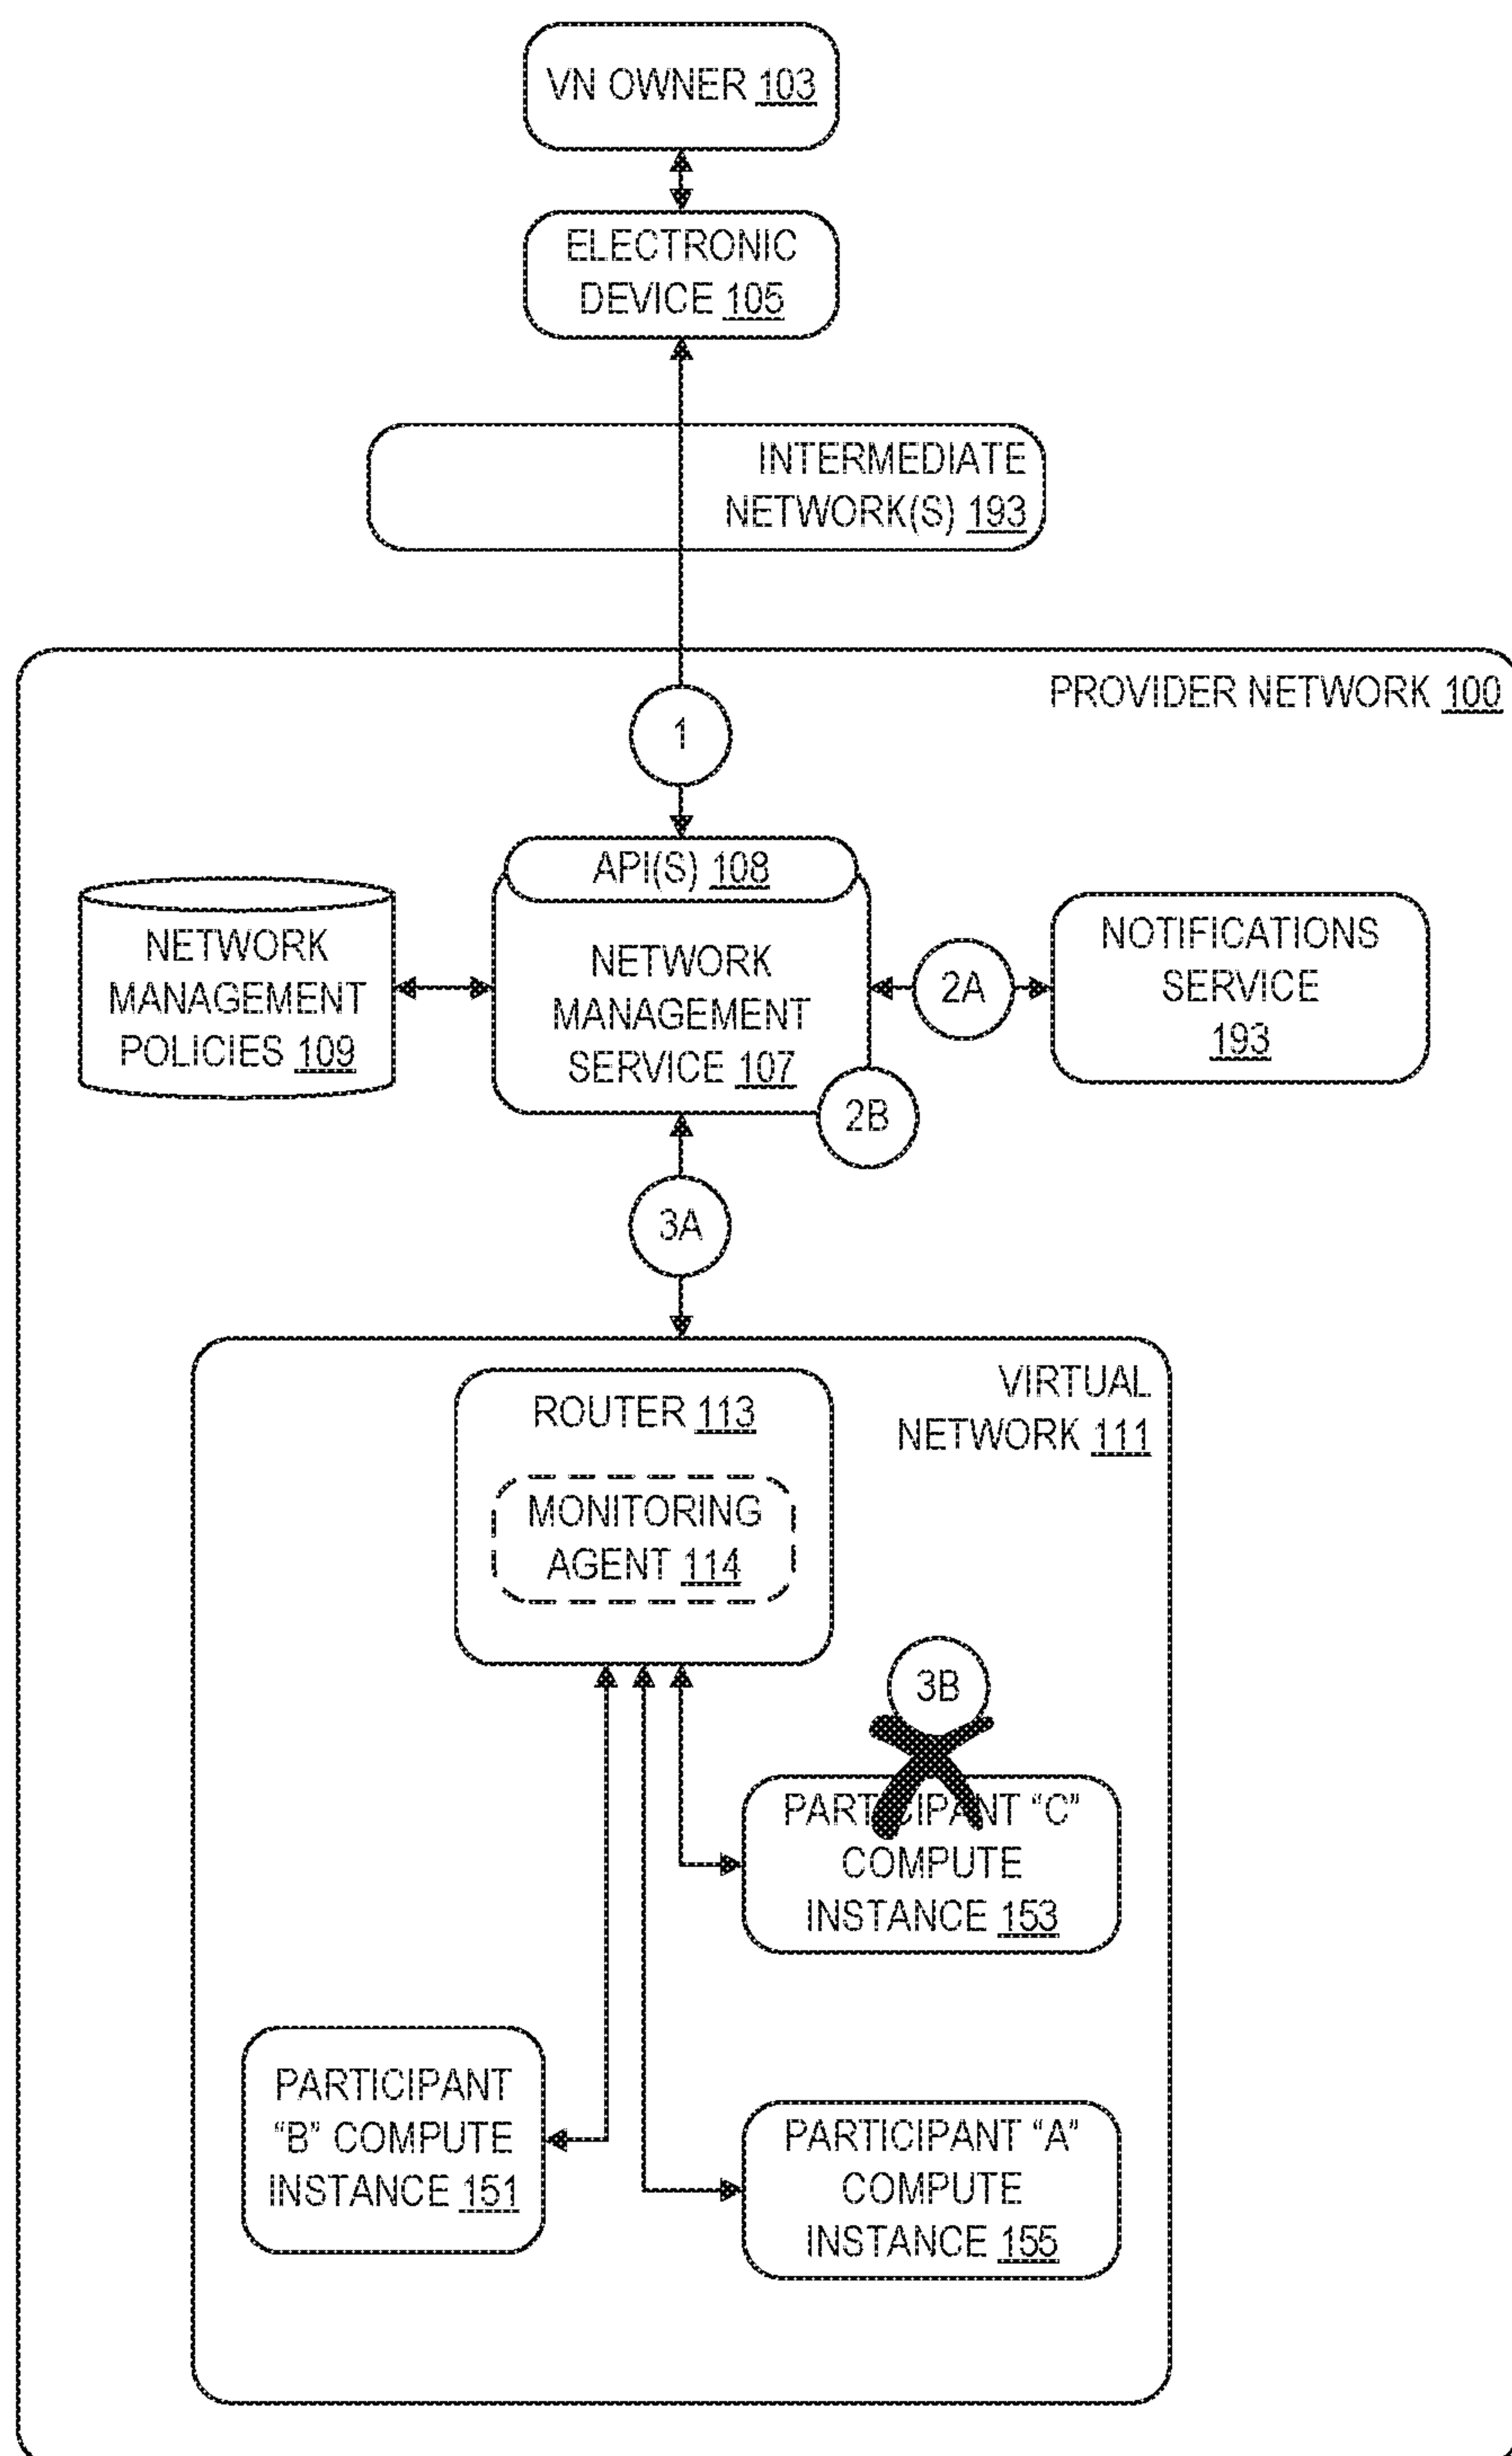 VN OWNER 103
ELECTRONIC
DEVICE 105
INTERMEDIATE
NETWORK(S) 193
PROVIDER NETWORK 100
1
API(S) 108
NETWORK
MANAGEMENT
POLICIES 109
NETWORK
MANAGEMENT
SERVICE 107
2A
NOTIFICATIONS
SERVICE
193
2B
3A
VIRTUAL
NETWORK 111
ROUTER 113
MONITORING
AGENT 114
3B
PARTICIPANT "C"
COMPUTE
INSTANCE 153
PARTICIPANT
"B" COMPUTE
INSTANCE 151
PARTICIPANT "A"
COMPUTE
INSTANCE 155